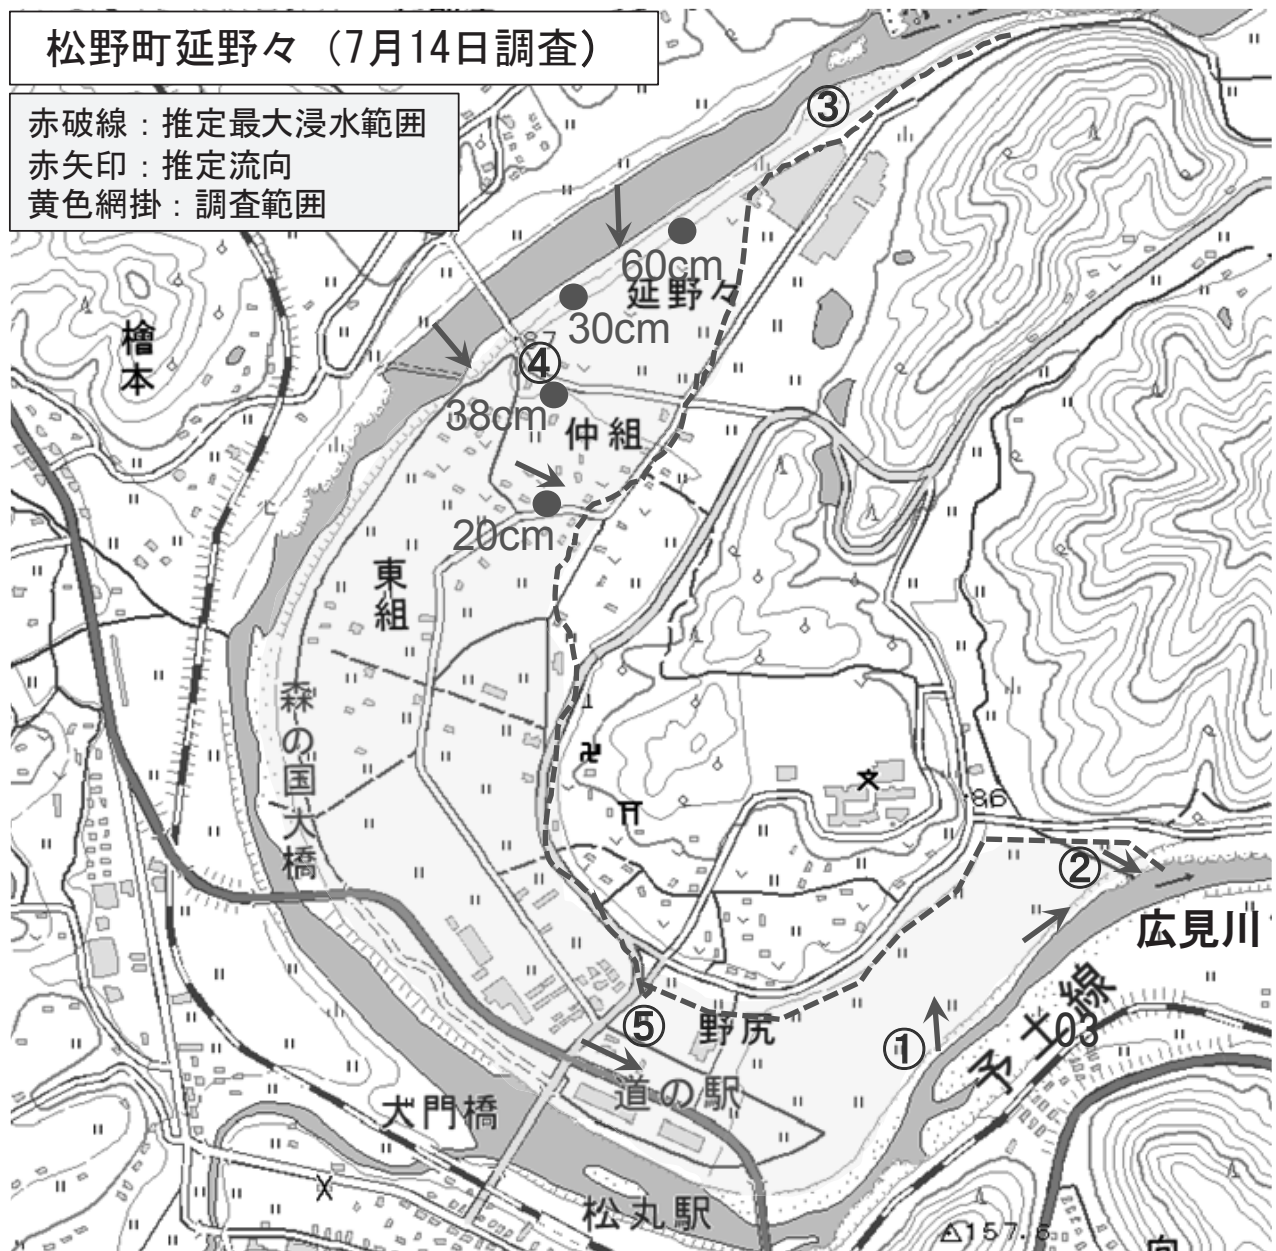 松野町延野々（7月14日調査）
赤破線：推定最大浸水範囲
赤矢印：推定流向
黄色網掛：調査範囲
③
60cm
延野々
30cm
87
④
檜本
38cm
仲組
20cm
東組
森の国大橋
86
②
広見川
予土線
03
①
⑤
野尻
道の駅
大門橋
松丸駅
157.6